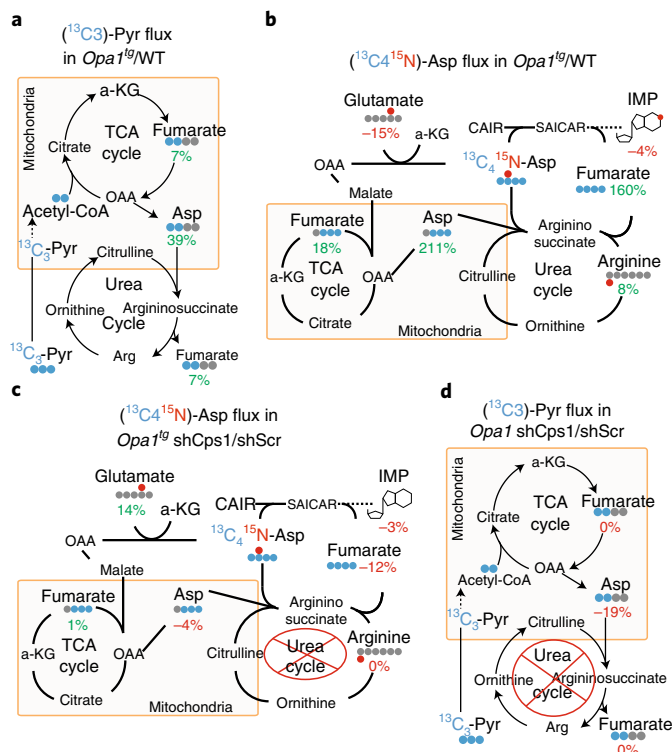 a
(13C3)-Pyr flux
in Opa1tg/WT
Mitochondria
a-KG
Citrate
TCA
cycle
Fumarate
7%
Acetyl-CoA
OAA
Asp
39%
13C3-Pyr
Citrulline
Urea
Cycle
Ornithine
Argininosuccinate
13C3-Pyr
Arg
Fumarate
7%
b
(13C415N)-Asp flux in Opa1tg/WT
Glutamate
–15%
a-KG
CAIR
SAICAR
IMP
–4%
OAA
13C4 15N-Asp
Fumarate
160%
Malate
Fumarate
18%
Asp
211%
Arginino
succinate
a-KG
TCA
cycle
OAA
Citrulline
Urea
cycle
Arginine
8%
Citrate
Mitochondria
Ornithine
c
(13C415N)-Asp flux in
Opa1tg shCps1/shScr
Glutamate
14%
a-KG
CAIR
SAICAR
IMP
–3%
OAA
13C4 15N-Asp
Fumarate
–12%
Malate
Fumarate
1%
Asp
–4%
Arginino
succinate
a-KG
TCA
cycle
OAA
Citrulline
Urea
cycle
Arginine
0%
Citrate
Mitochondria
Ornithine
d
(13C3)-Pyr flux in
Opa1 shCps1/shScr
Mitochondria
a-KG
Citrate
TCA
cycle
Fumarate
0%
Acetyl-CoA
OAA
Asp
–19%
13C3-Pyr
Citrulline
Urea
cycle
Ornithine
Argininosuccinate
13C3-Pyr
Arg
Fumarate
0%